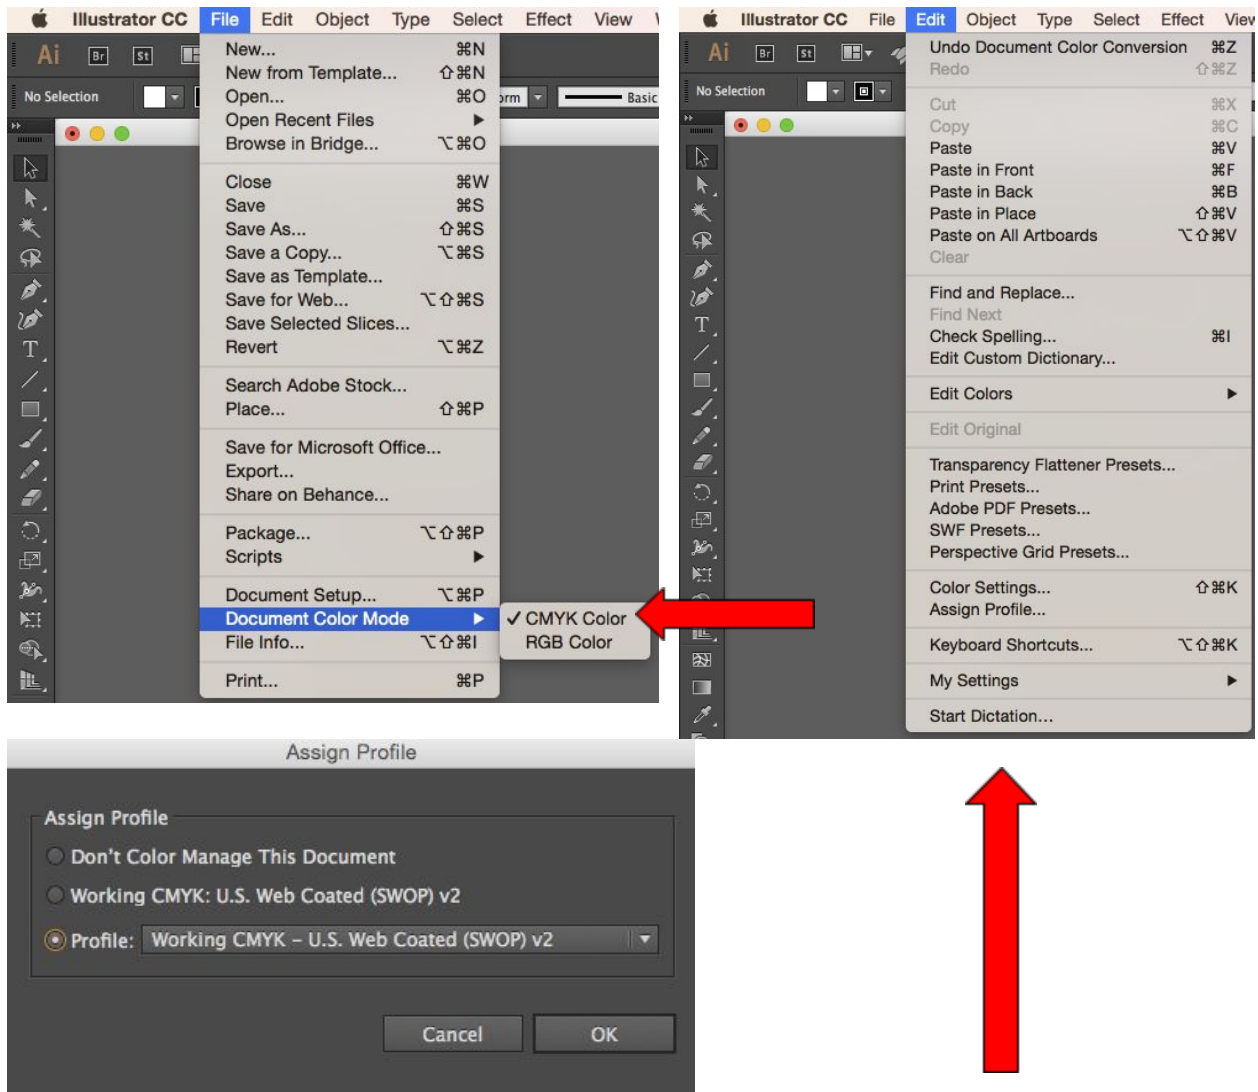 Illustrator CC File Edit Object Type Select Effect View
Ai Br St
No Selection
Basic
New... ⌘N
New from Template... ⇧⌘N
Open... ⌘O
Open Recent Files ▶
Browse in Bridge... ⌥⌘O
Close ⌘W
Save ⌘S
Save As... ⇧⌘S
Save a Copy... ⌥⌘S
Save as Template...
Save for Web... ⌥⇧⌘S
Save Selected Slices...
Revert ⌥⌘Z
Search Adobe Stock...
Place... ⇧⌘P
Save for Microsoft Office...
Export...
Share on Behance...
Package... ⌥⇧⌘P
Scripts ▶
Document Setup... ⌥⌘P
Document Color Mode ▶ ✓ CMYK Color
File Info... ⌥⇧⌘I RGB Color
Print... ⌘P
Illustrator CC File Edit Object Type Select Effect View
Ai Br St
No Selection
Undo Document Color Conversion ⌘Z
Redo ⇧⌘Z
Cut ⌘X
Copy ⌘C
Paste ⌘V
Paste in Front ⌘F
Paste in Back ⌘B
Paste in Place ⇧⌘V
Paste on All Artboards ⌥⇧⌘V
Clear
Find and Replace...
Find Next
Check Spelling... ⌘I
Edit Custom Dictionary...
Edit Colors ▶
Edit Original
Transparency Flattener Presets...
Print Presets...
Adobe PDF Presets...
SWF Presets...
Perspective Grid Presets...
Color Settings... ⇧⌘K
Assign Profile...
Keyboard Shortcuts... ⌥⇧⌘K
My Settings ▶
Start Dictation...
Assign Profile
Assign Profile
Don't Color Manage This Document
Working CMYK: U.S. Web Coated (SWOP) v2
Profile: Working CMYK – U.S. Web Coated (SWOP) v2
Cancel OK